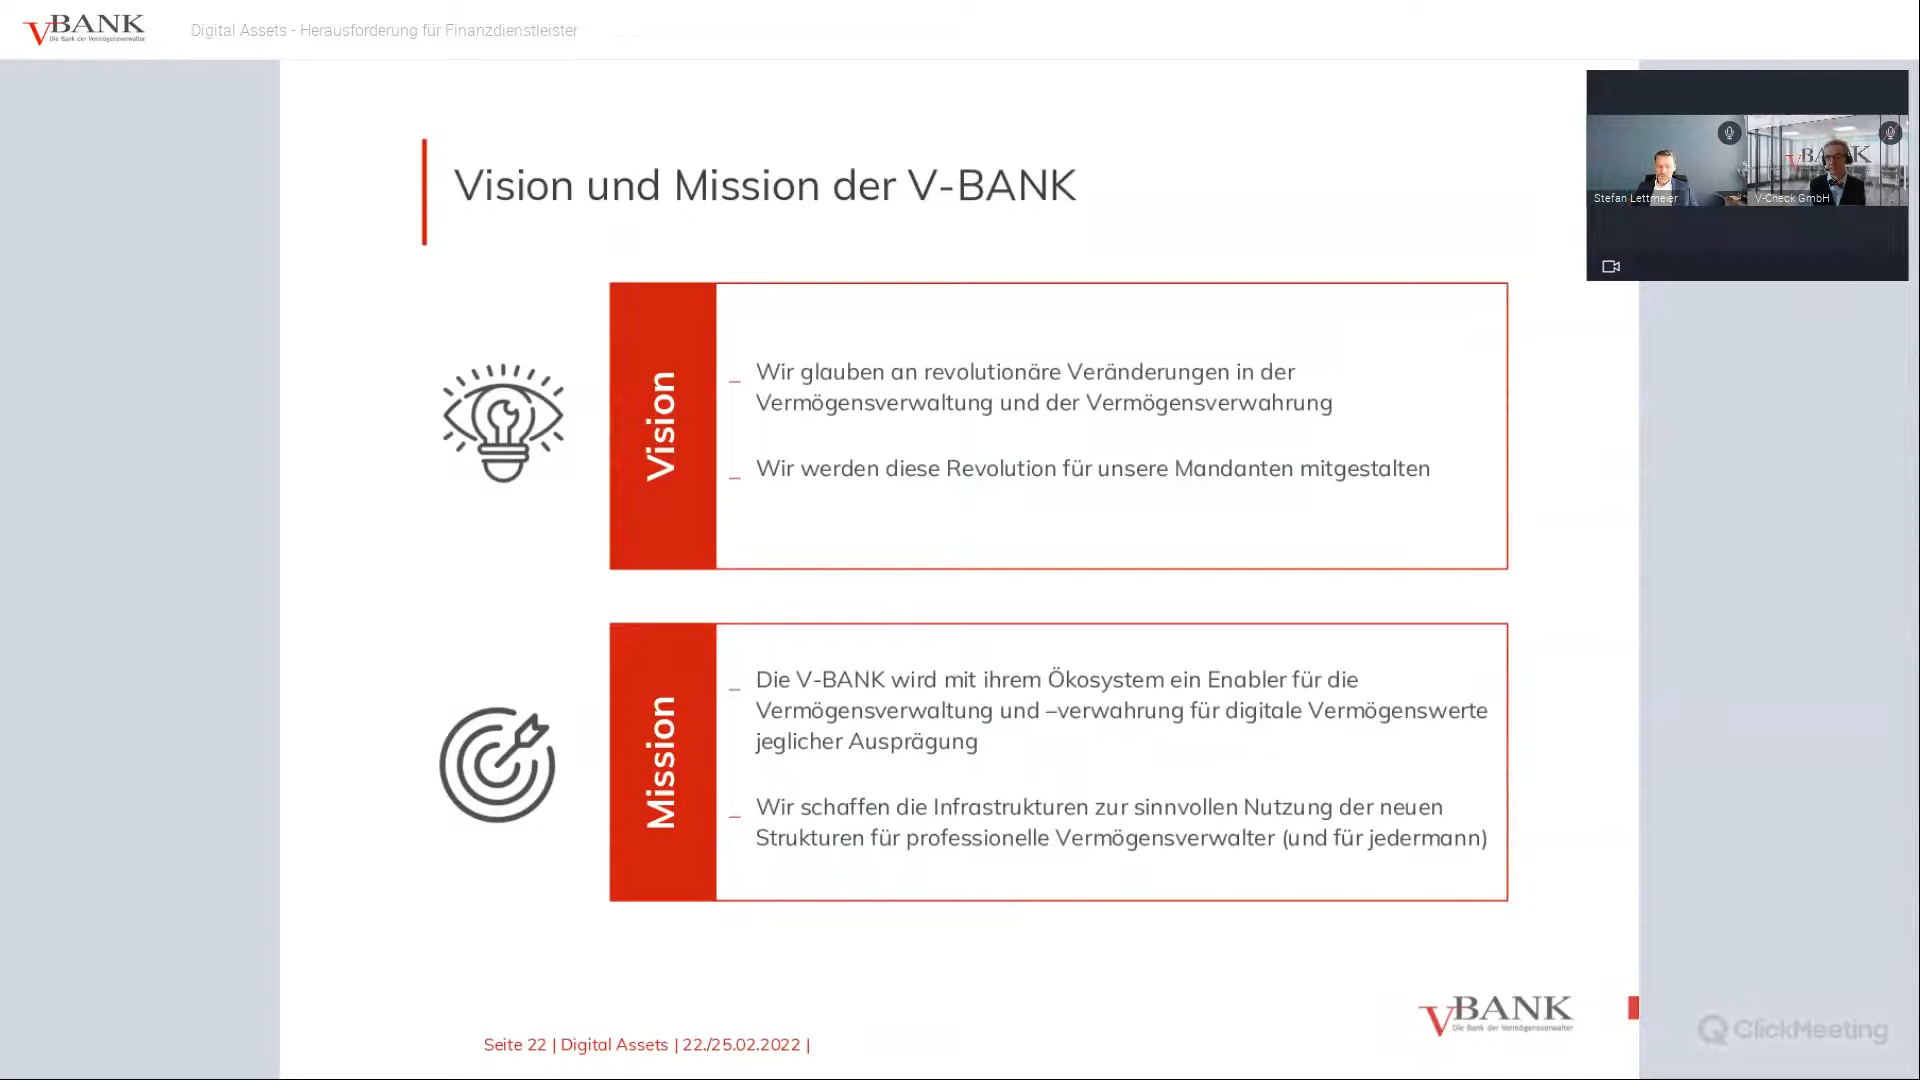 VBANK
Die Bank der Vermögensverwalter
Digital Assets - Herausforderung für Finanzdienstleister
Vision und Mission der V-BANK
BANK
Stefan Lettmeier
V-Check GmbH
Vision
– Wir glauben an revolutionäre Veränderungen in der
Vermögensverwaltung und der Vermögensverwahrung
– Wir werden diese Revolution für unsere Mandanten mitgestalten
Mission
– Die V-BANK wird mit ihrem Ökosystem ein Enabler für die
Vermögensverwaltung und –verwahrung für digitale Vermögenswerte
jeglicher Ausprägung
– Wir schaffen die Infrastrukturen zur sinnvollen Nutzung der neuen
Strukturen für professionelle Vermögensverwalter (und für jedermann)
VBANK
Die Bank der Vermögensverwalter
Seite 22 | Digital Assets | 22./25.02.2022 |
ClickMeeting